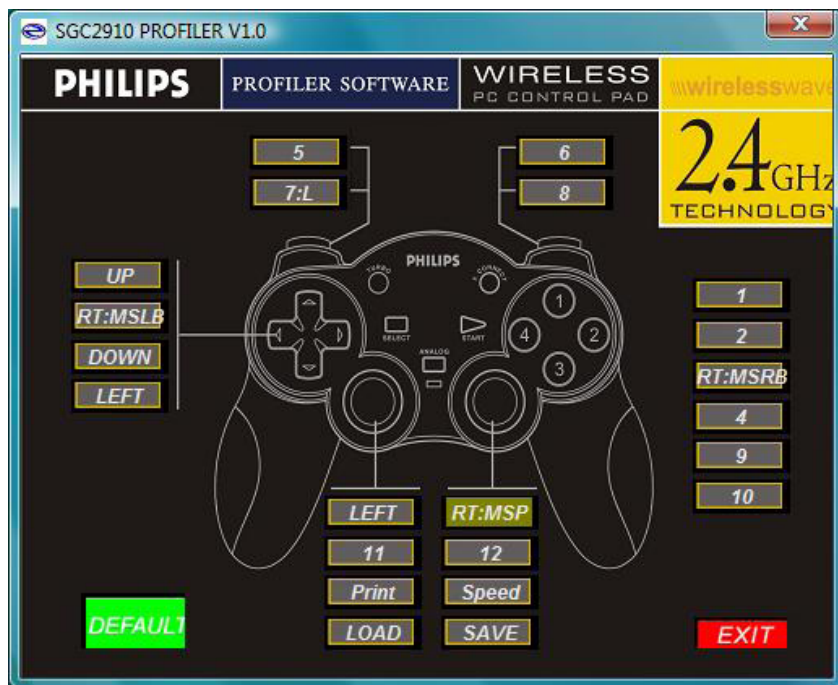 SGC2910 PROFILER V1.0
X
PHILIPS
PROFILER SOFTWARE
WIRELESS
PC CONTROL PAD
wirelesswave
2.4GHz
TECHNOLOGY
5
7:L
6
8
UP
RT:MSLB
DOWN
LEFT
PHILIPS
TURBO
CONNECT
SELECT
START
ANALOG
1
2
3
4
1
2
RT:MSRB
4
9
10
LEFT
11
Print
LOAD
RT:MSP
12
Speed
SAVE
DEFAULT
EXIT